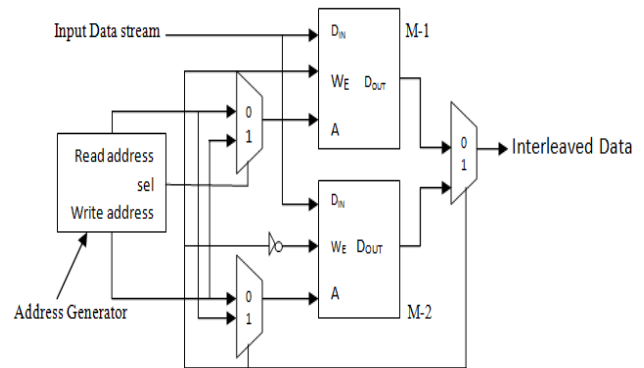 Input Data stream
M-1
DIN
WE DOUT
A
0
1
Read address
sel
Write address
0
1
Interleaved Data
DIN
WE DOUT
A
0
1
M-2
Address Generator